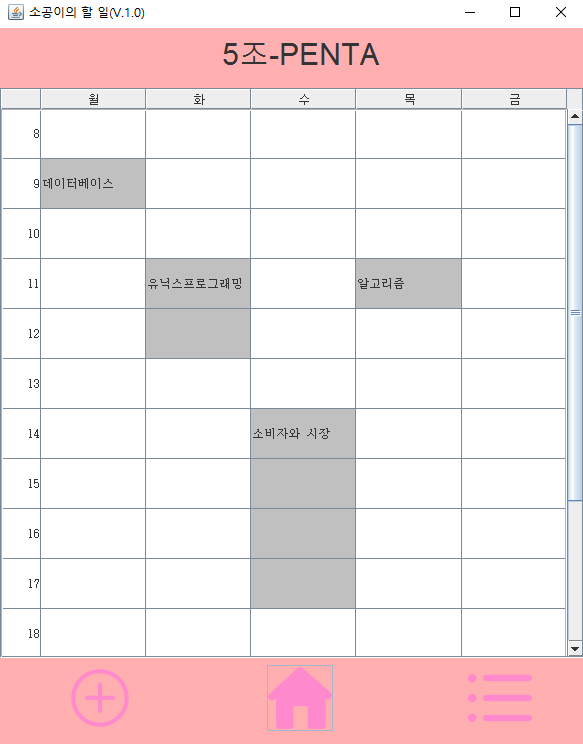 소공이의 할 일(V.1.0)
5조-PENTA
월 화 수 목 금
8
9 데이터베이스
10
11 유닉스프로그래밍 알고리즘
12
13
14 소비자와 시장
15
16
17
18